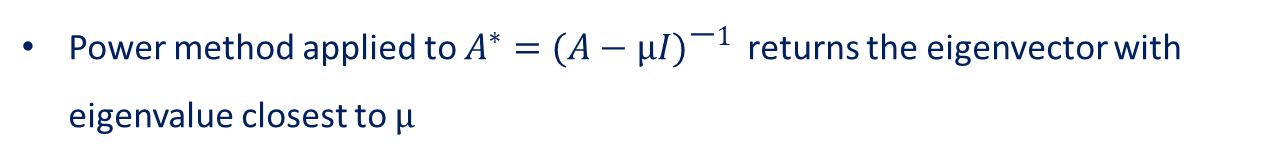 • Power method applied to A* = (A − μI)⁻¹ returns the eigenvector with
eigenvalue closest to μ